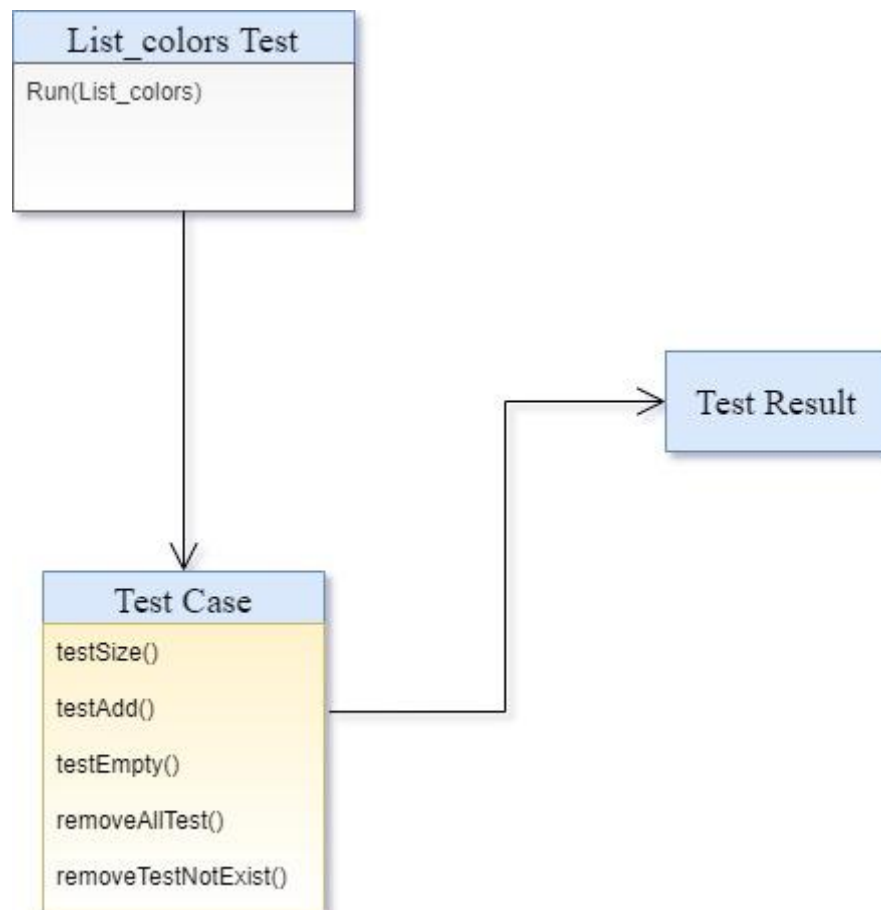 List_colors Test
Run(List_colors)
Test Result
Test Case
testSize()
testAdd()
testEmpty()
removeAllTest()
removeTestNotExist()